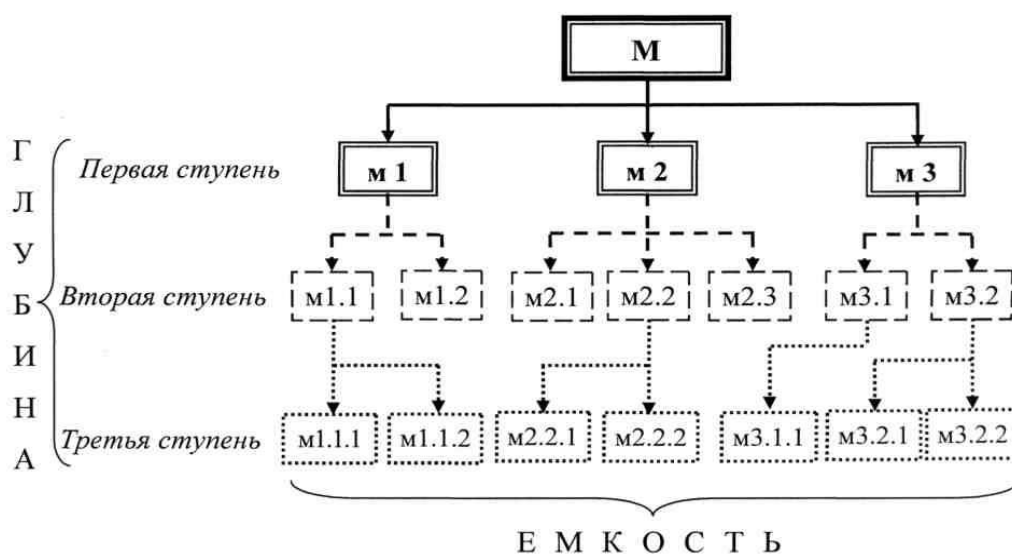 М
м 1 м 2 м 3
Первая ступень
м1.1 м1.2 м2.1 м2.2 м2.3 м3.1 м3.2
Вторая ступень
м1.1.1 м1.1.2 м2.2.1 м2.2.2 м3.1.1 м3.2.1 м3.2.2
Третья ступень
Г
Л
У
Б
И
Н
А
Е М К О С Т Ь